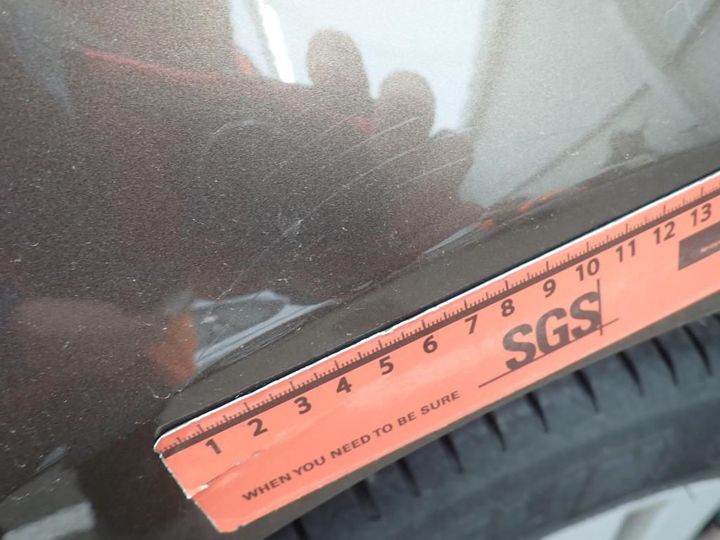 1 2 3 4 5 6 7 8 9 10 11 12 13
SGS
WHEN YOU NEED TO BE SURE